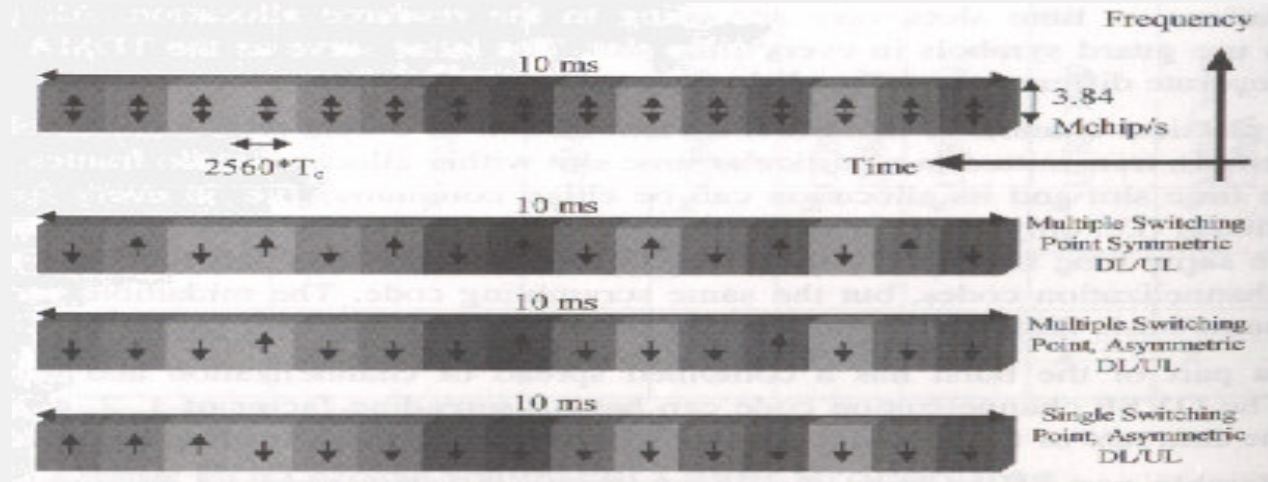 Frequency
10 ms
3.84
Mchip/s
2560*Tc
Time
10 ms
Multiple Switching
Point Symmetric
DL/UL
10 ms
Multiple Switching
Point, Asymmetric
DL/UL
10 ms
Single Switching
Point, Asymmetric
DL/UL